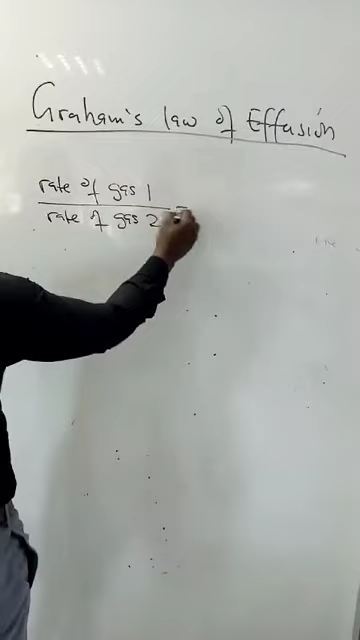 Graham's law of Effusion
rate of gas 1
rate of gas 2 =